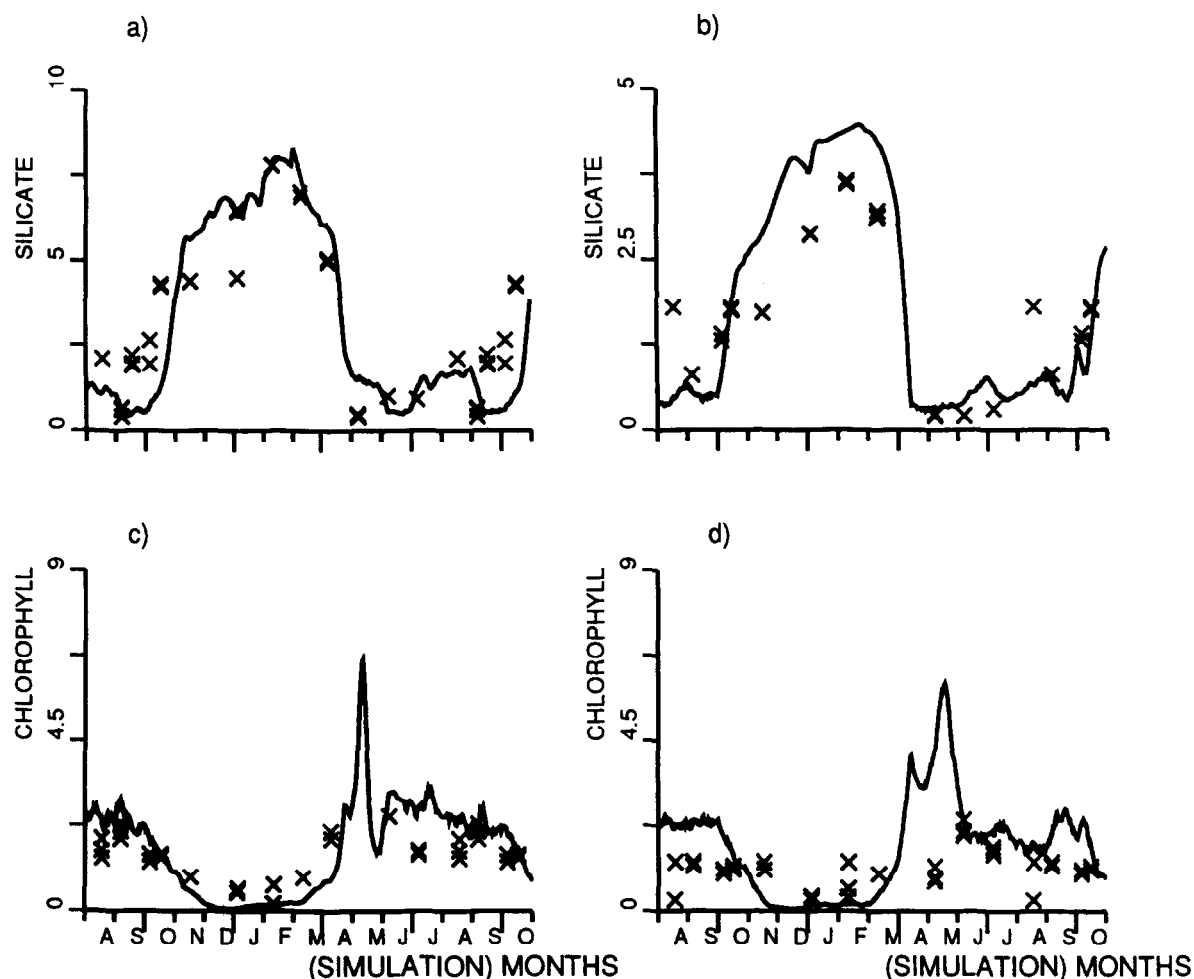 a)
SILICATE
10
5
0
b)
SILICATE
5
2.5
0
c)
CHLOROPHYLL
9
4.5
0
A S O N D J F M A M J J A S O
(SIMULATION) MONTHS
d)
CHLOROPHYLL
9
4.5
0
A S O N D J F M A M J J A S O
(SIMULATION) MONTHS